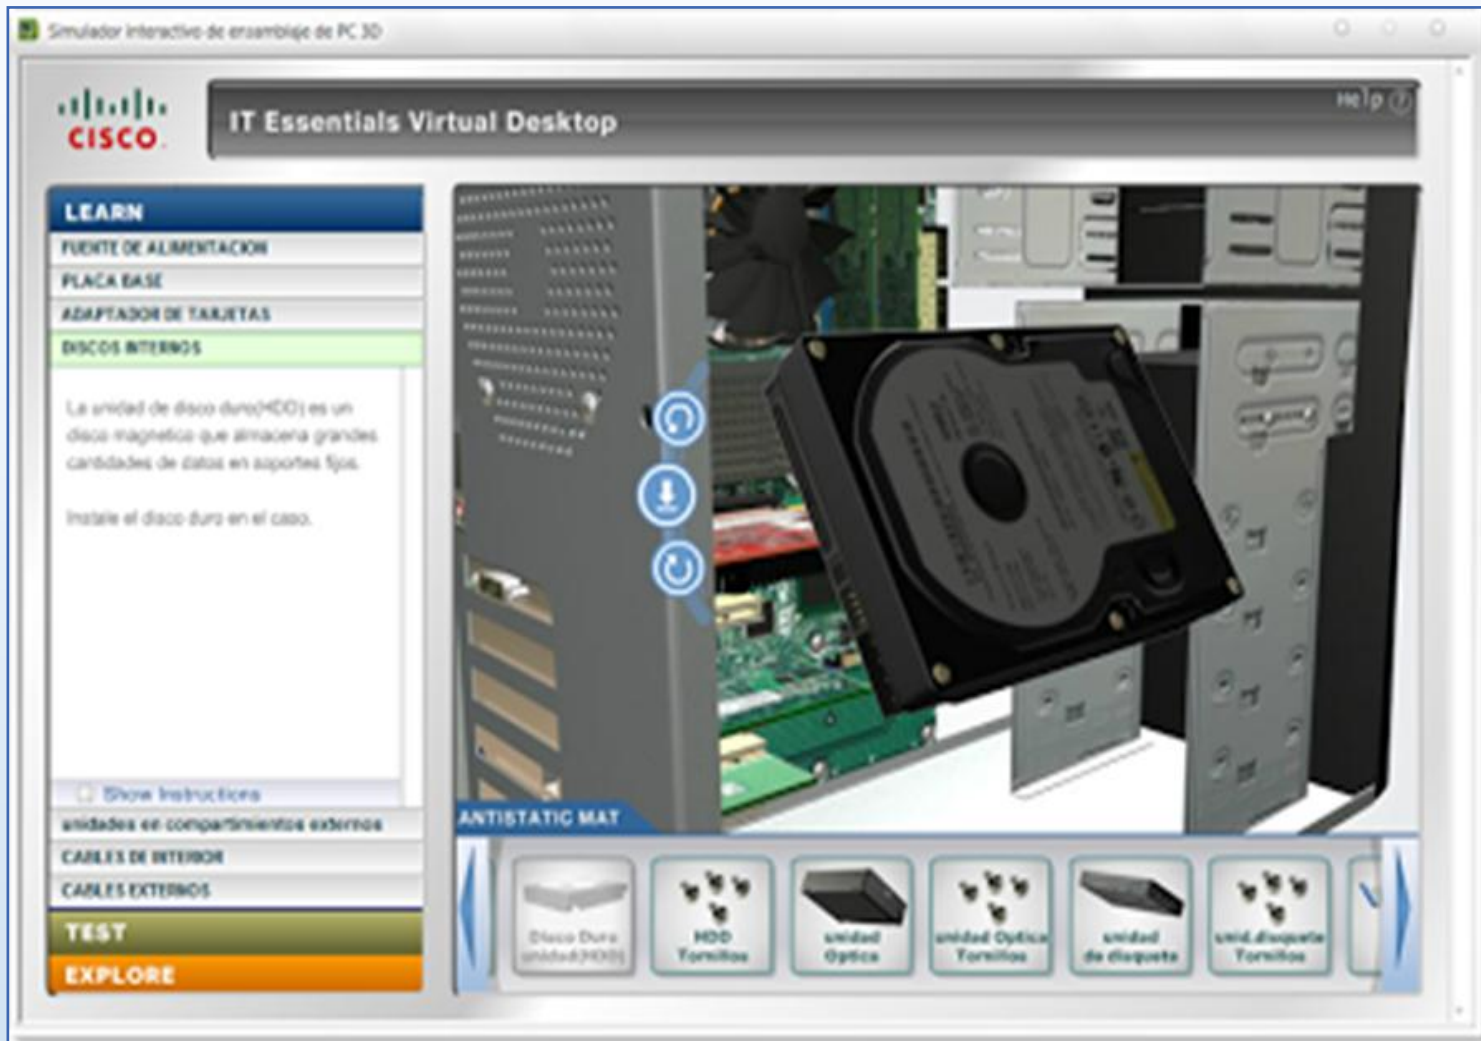 Simulador interactivo de ensamblaje de PC 3D
CISCO
IT Essentials Virtual Desktop
Help ?
LEARN
FUENTE DE ALIMENTACION
PLACA BASE
ADAPTADOR DE TARJETAS
DISCOS INTERNOS
La unidad de disco duro(HDD) es un
disco magnetico que almacena grandes
cantidades de datos en soportes fijos.
Instale el disco duro en el caso.
Show Instructions
unidades en compartimientos externos
CABLES DE INTERIOR
CABLES EXTERNOS
TEST
EXPLORE
ANTISTATIC MAT
Disco Duro
unidad(HDD)
HDD
Tornillos
unidad
Optica
unidad Optica
Tornillos
unidad
de disquete
unid.disquete
Tornillos